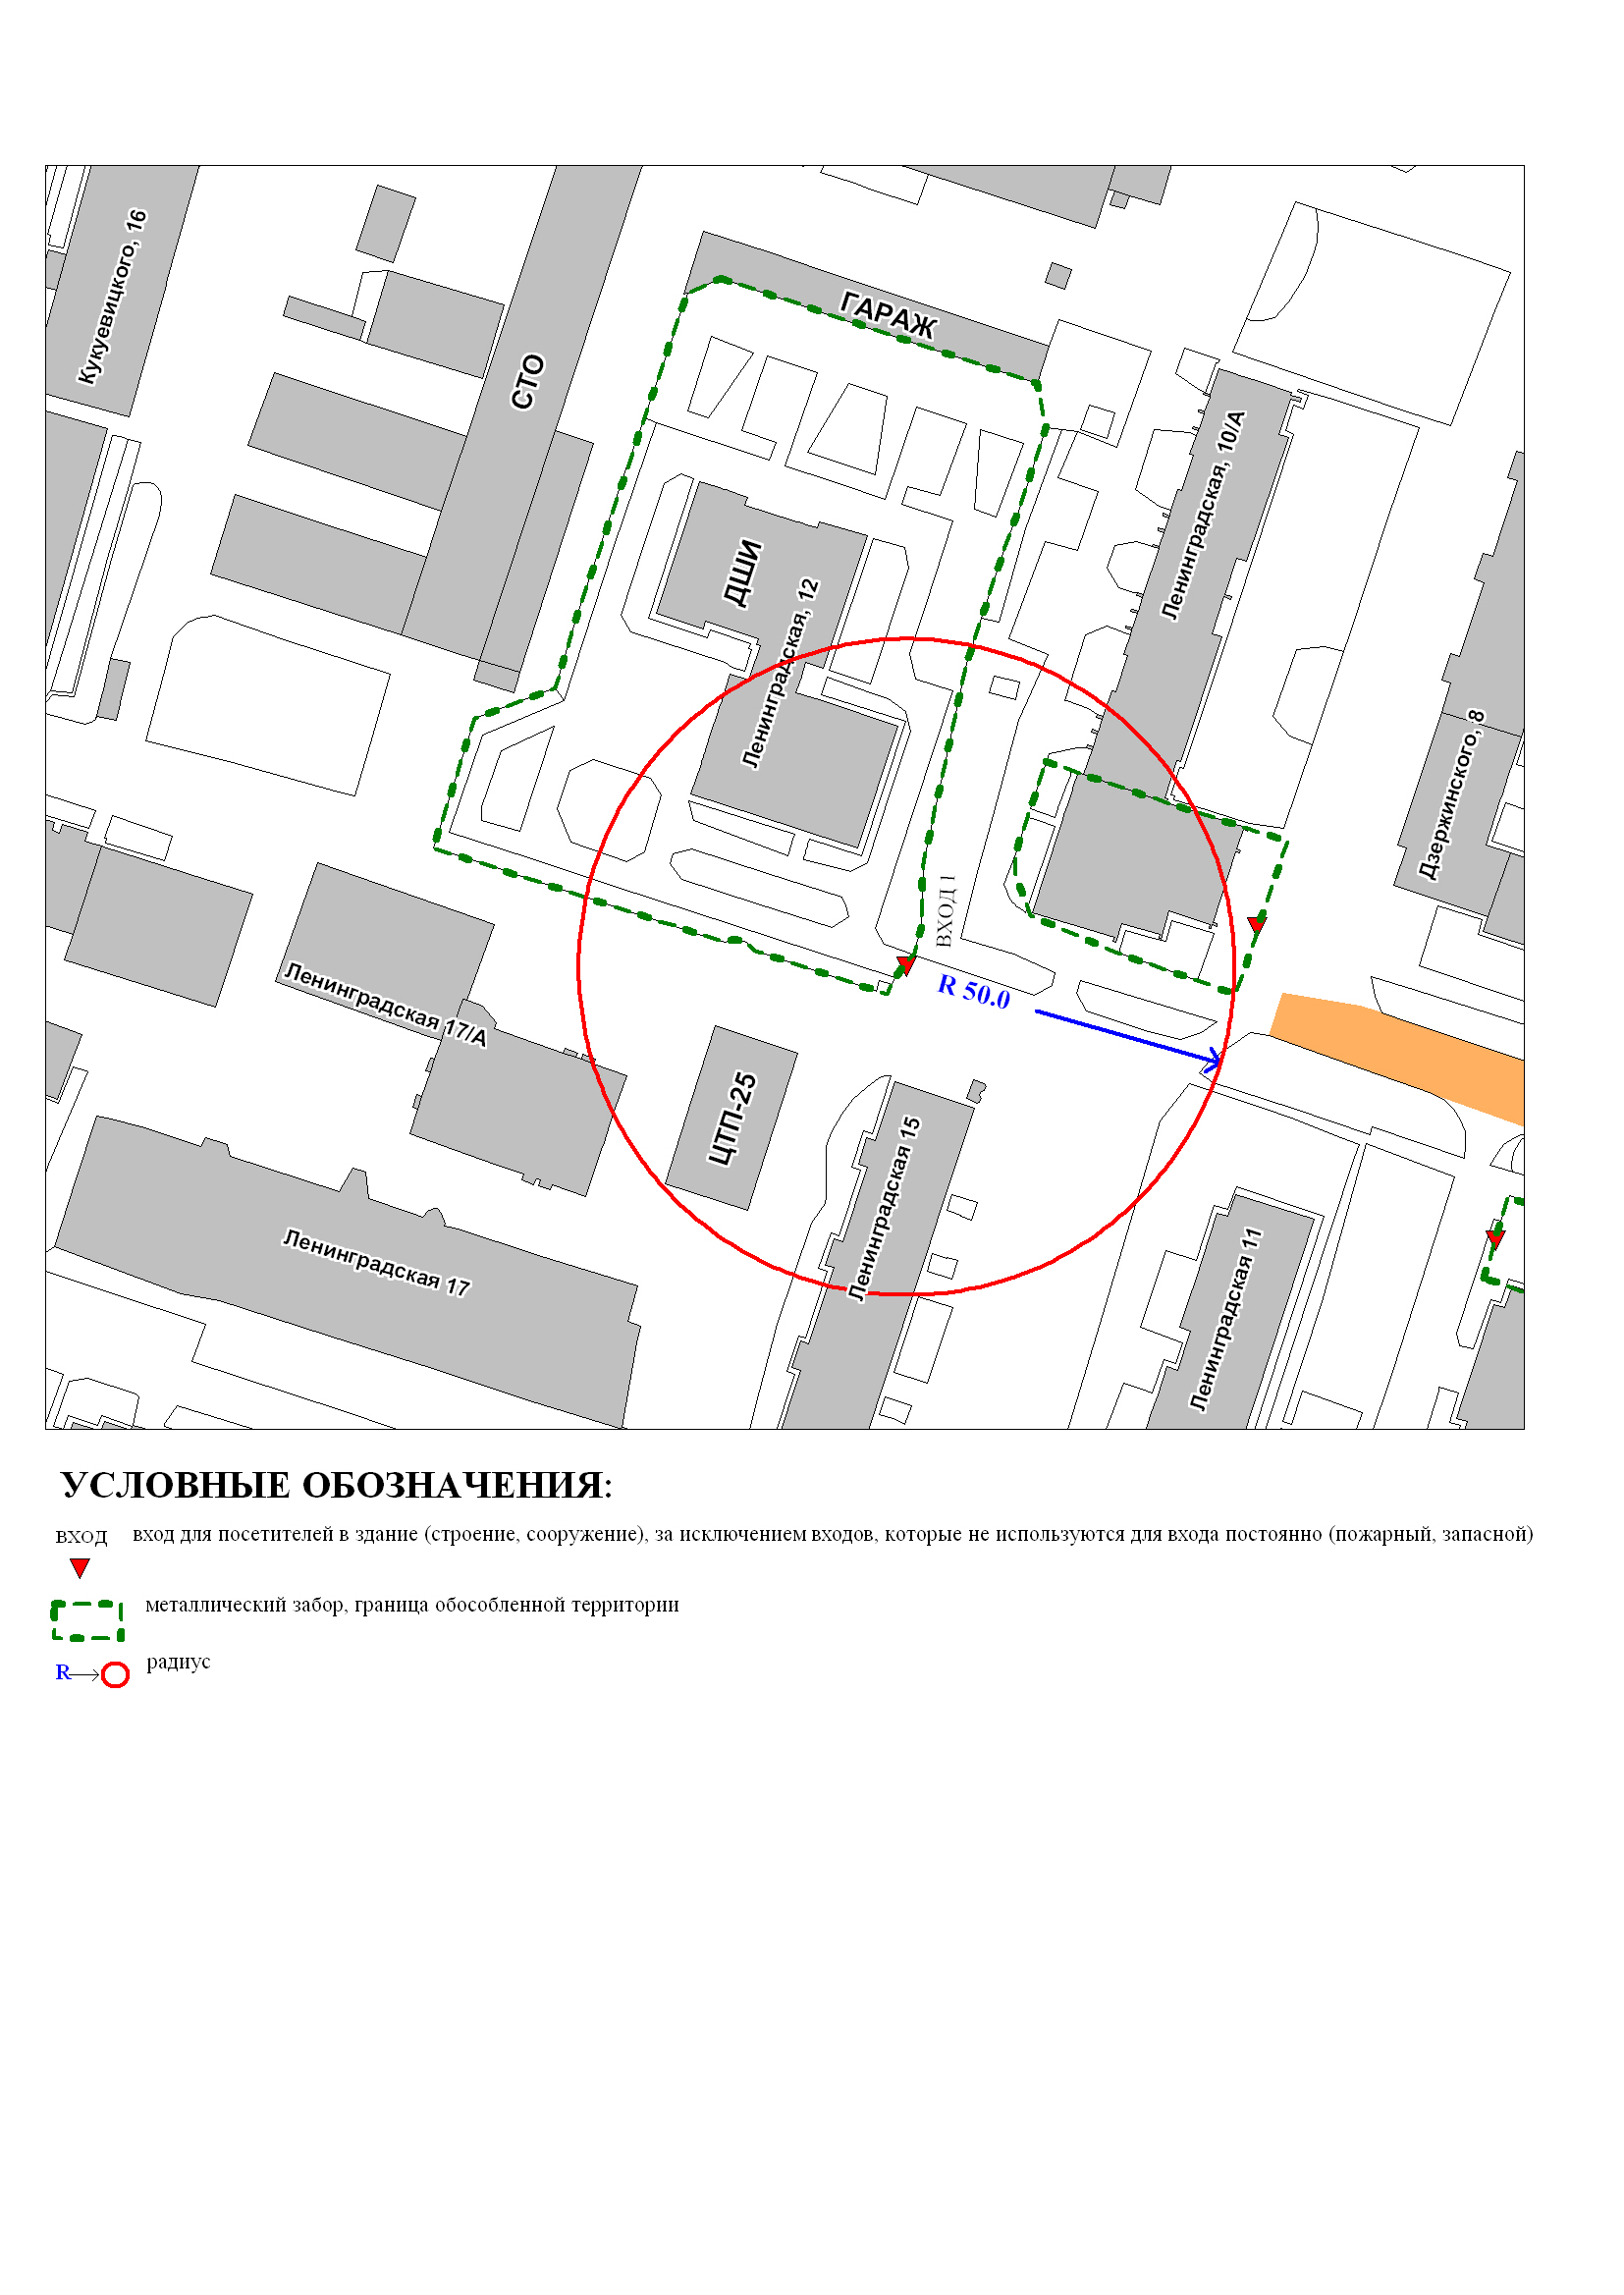 Кукуевицкого, 16
СТО
ГАРАЖ
Ленинградская, 10/А
ДШИ
Ленинградская, 12
Дзержинского, 8
ВХОД 1
R 50.0
Ленинградская 17/А
ЦТП-25
Ленинградская 15
Ленинградская 17
Ленинградская 11
УСЛОВНЫЕ ОБОЗНАЧЕНИЯ:
ВХОД вход для посетителей в здание (строение, сооружение), за исключением входов, которые не используются для входа постоянно (пожарный, запасной)
металлический забор, граница обособленной территории
R радиус